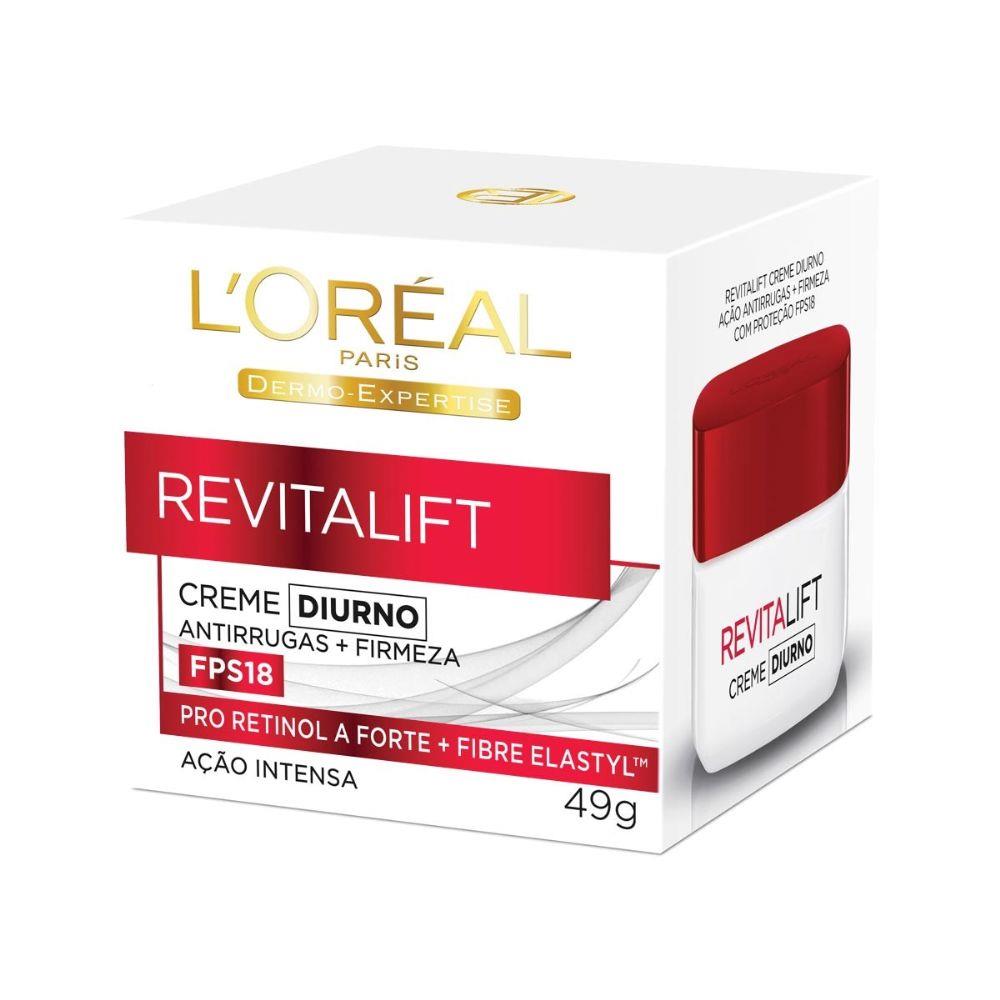 L'ORÉAL
PARIS
DERMO-EXPERTISE
REVITALIFT
CREME DIURNO
ANTIRRUGAS + FIRMEZA
FPS18
PRO RETINOL A FORTE + FIBRE ELASTYL™
AÇÃO INTENSA
49g
REVITALIFT CREME DIURNO
AÇÃO ANTIRRUGAS + FIRMEZA
COM PROTEÇÃO FPS18
L'ORÉAL
REVITALIFT
CREME DIURNO